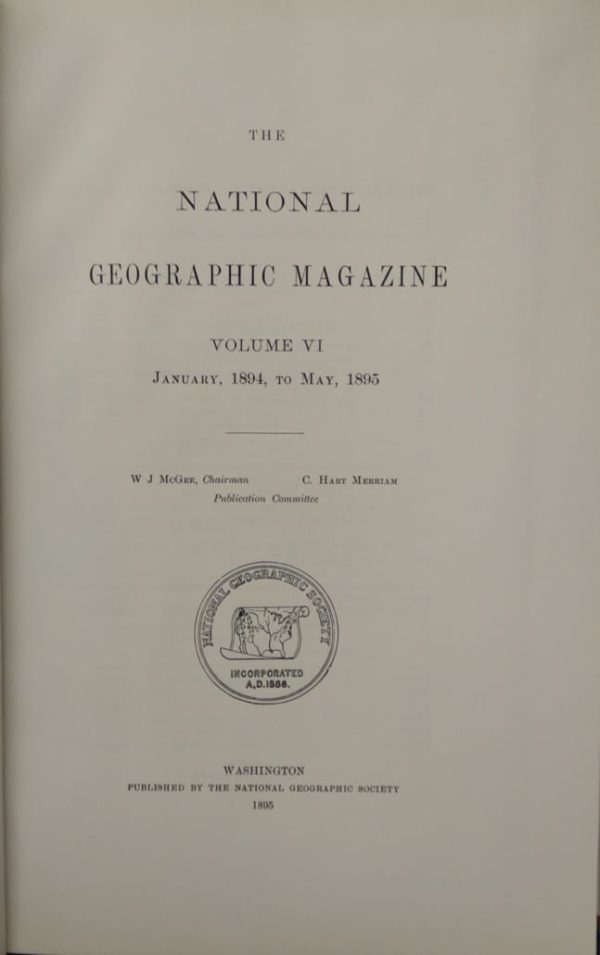 THE
NATIONAL
GEOGRAPHIC MAGAZINE
VOLUME VI
JANUARY, 1894, TO MAY, 1895
W J MCGEE, Chairman C. HART MERRIAM
Publication Committee
NATIONAL GEOGRAPHIC SOCIETY
INCORPORATED
A.D.1888.
WASHINGTON
PUBLISHED BY THE NATIONAL GEOGRAPHIC SOCIETY
1895